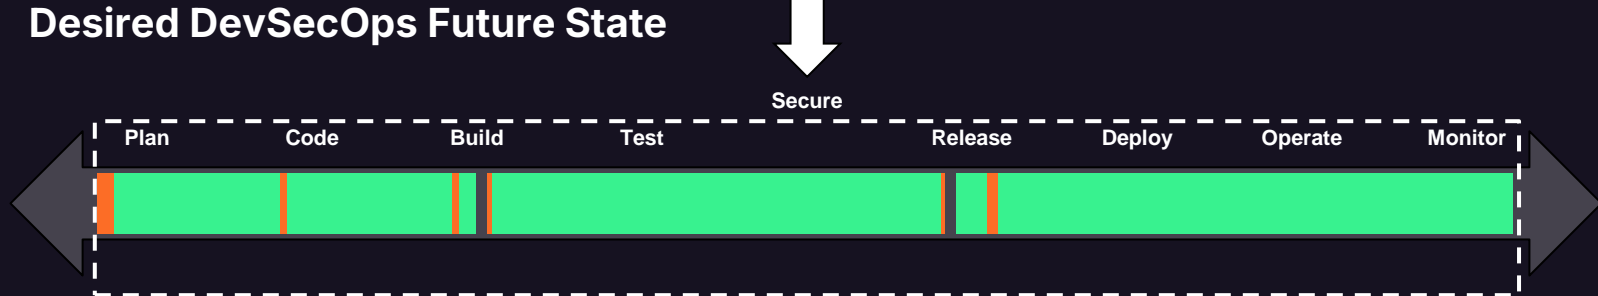 Desired DevSecOps Future State
Secure
Plan Code Build Test Release Deploy Operate Monitor